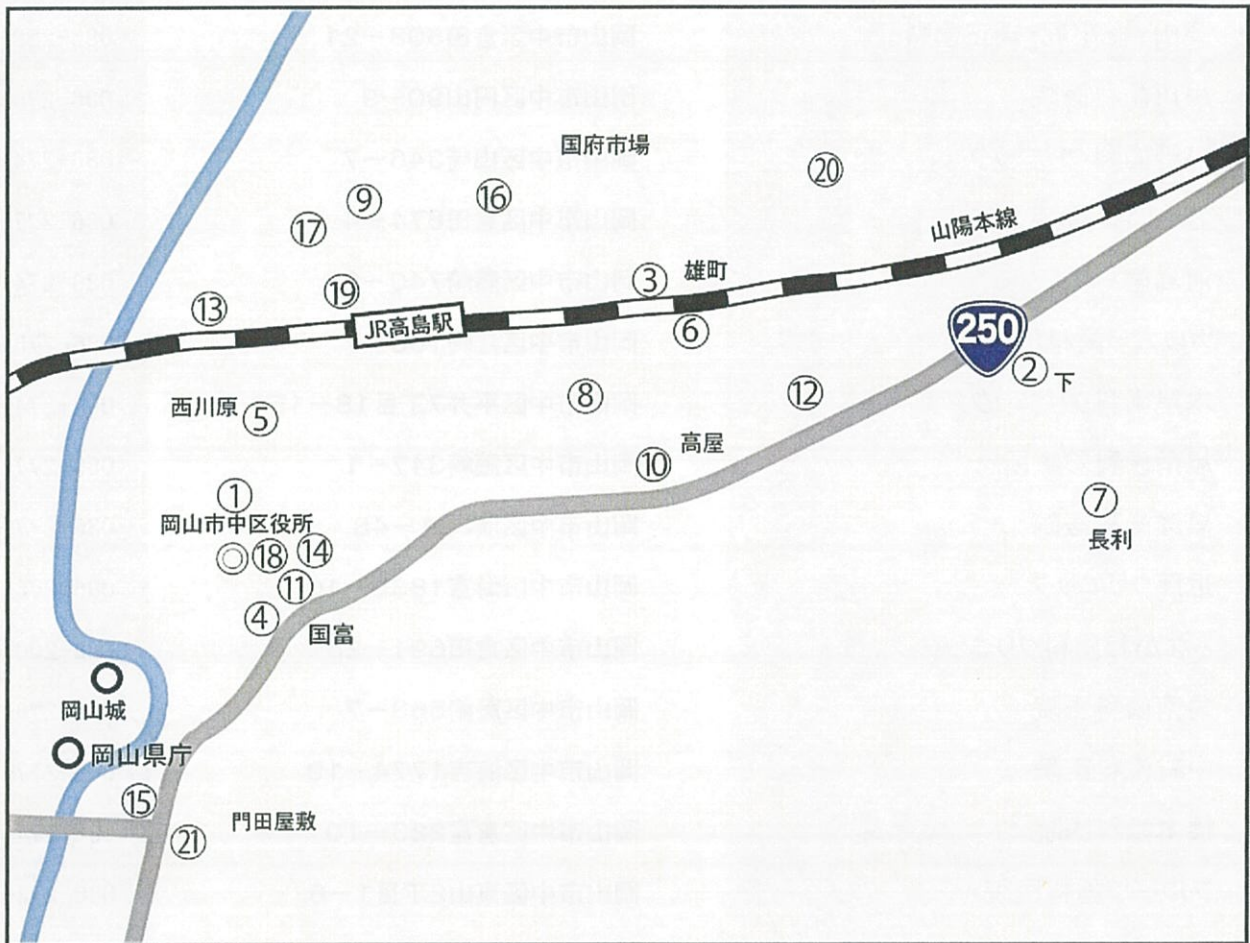 国府市場
⑳
⑨
⑯
⑰
山陽本線
③ 雄町
⑲
⑬
JR高島駅
⑥
250
② 下
⑧
⑫
西川原
⑤
高屋
⑩
①
⑦
長利
岡山市中区役所
◎ ⑱ ⑭
⑪
④
国富
岡山城
岡山県庁
⑮
門田屋敷
㉑